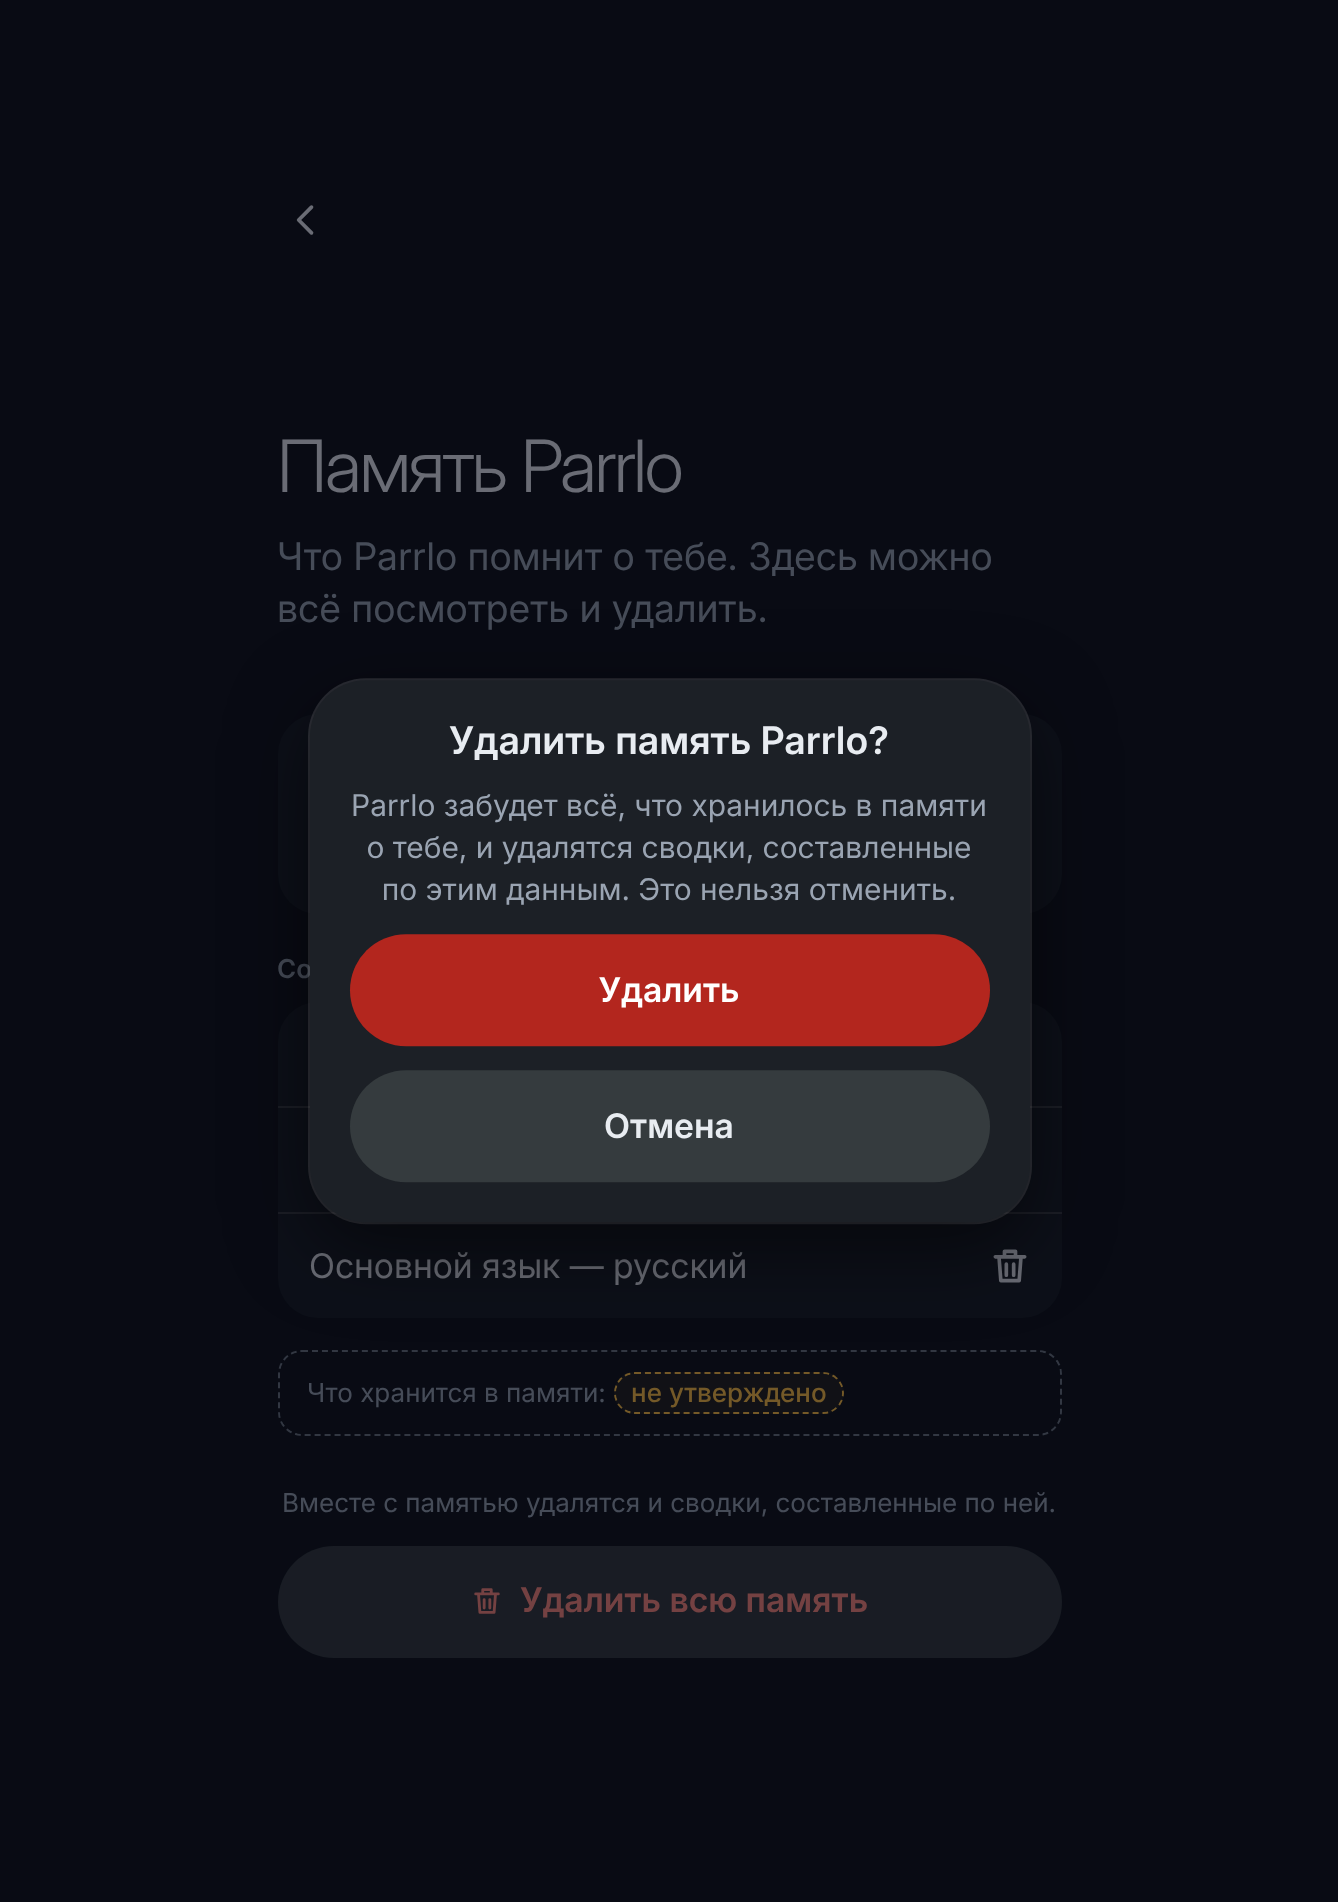 Память Parrlo
Что Parrlo помнит о тебе. Здесь можно
всё посмотреть и удалить.
Удалить память Parrlo?
Parrlo забудет всё, что хранилось в памяти
о тебе, и удалятся сводки, составленные
по этим данным. Это нельзя отменить.
Удалить
Отмена
Основной язык — русский
Что хранится в памяти: не утверждено
Вместе с памятью удалятся и сводки, составленные по ней.
Удалить всю память